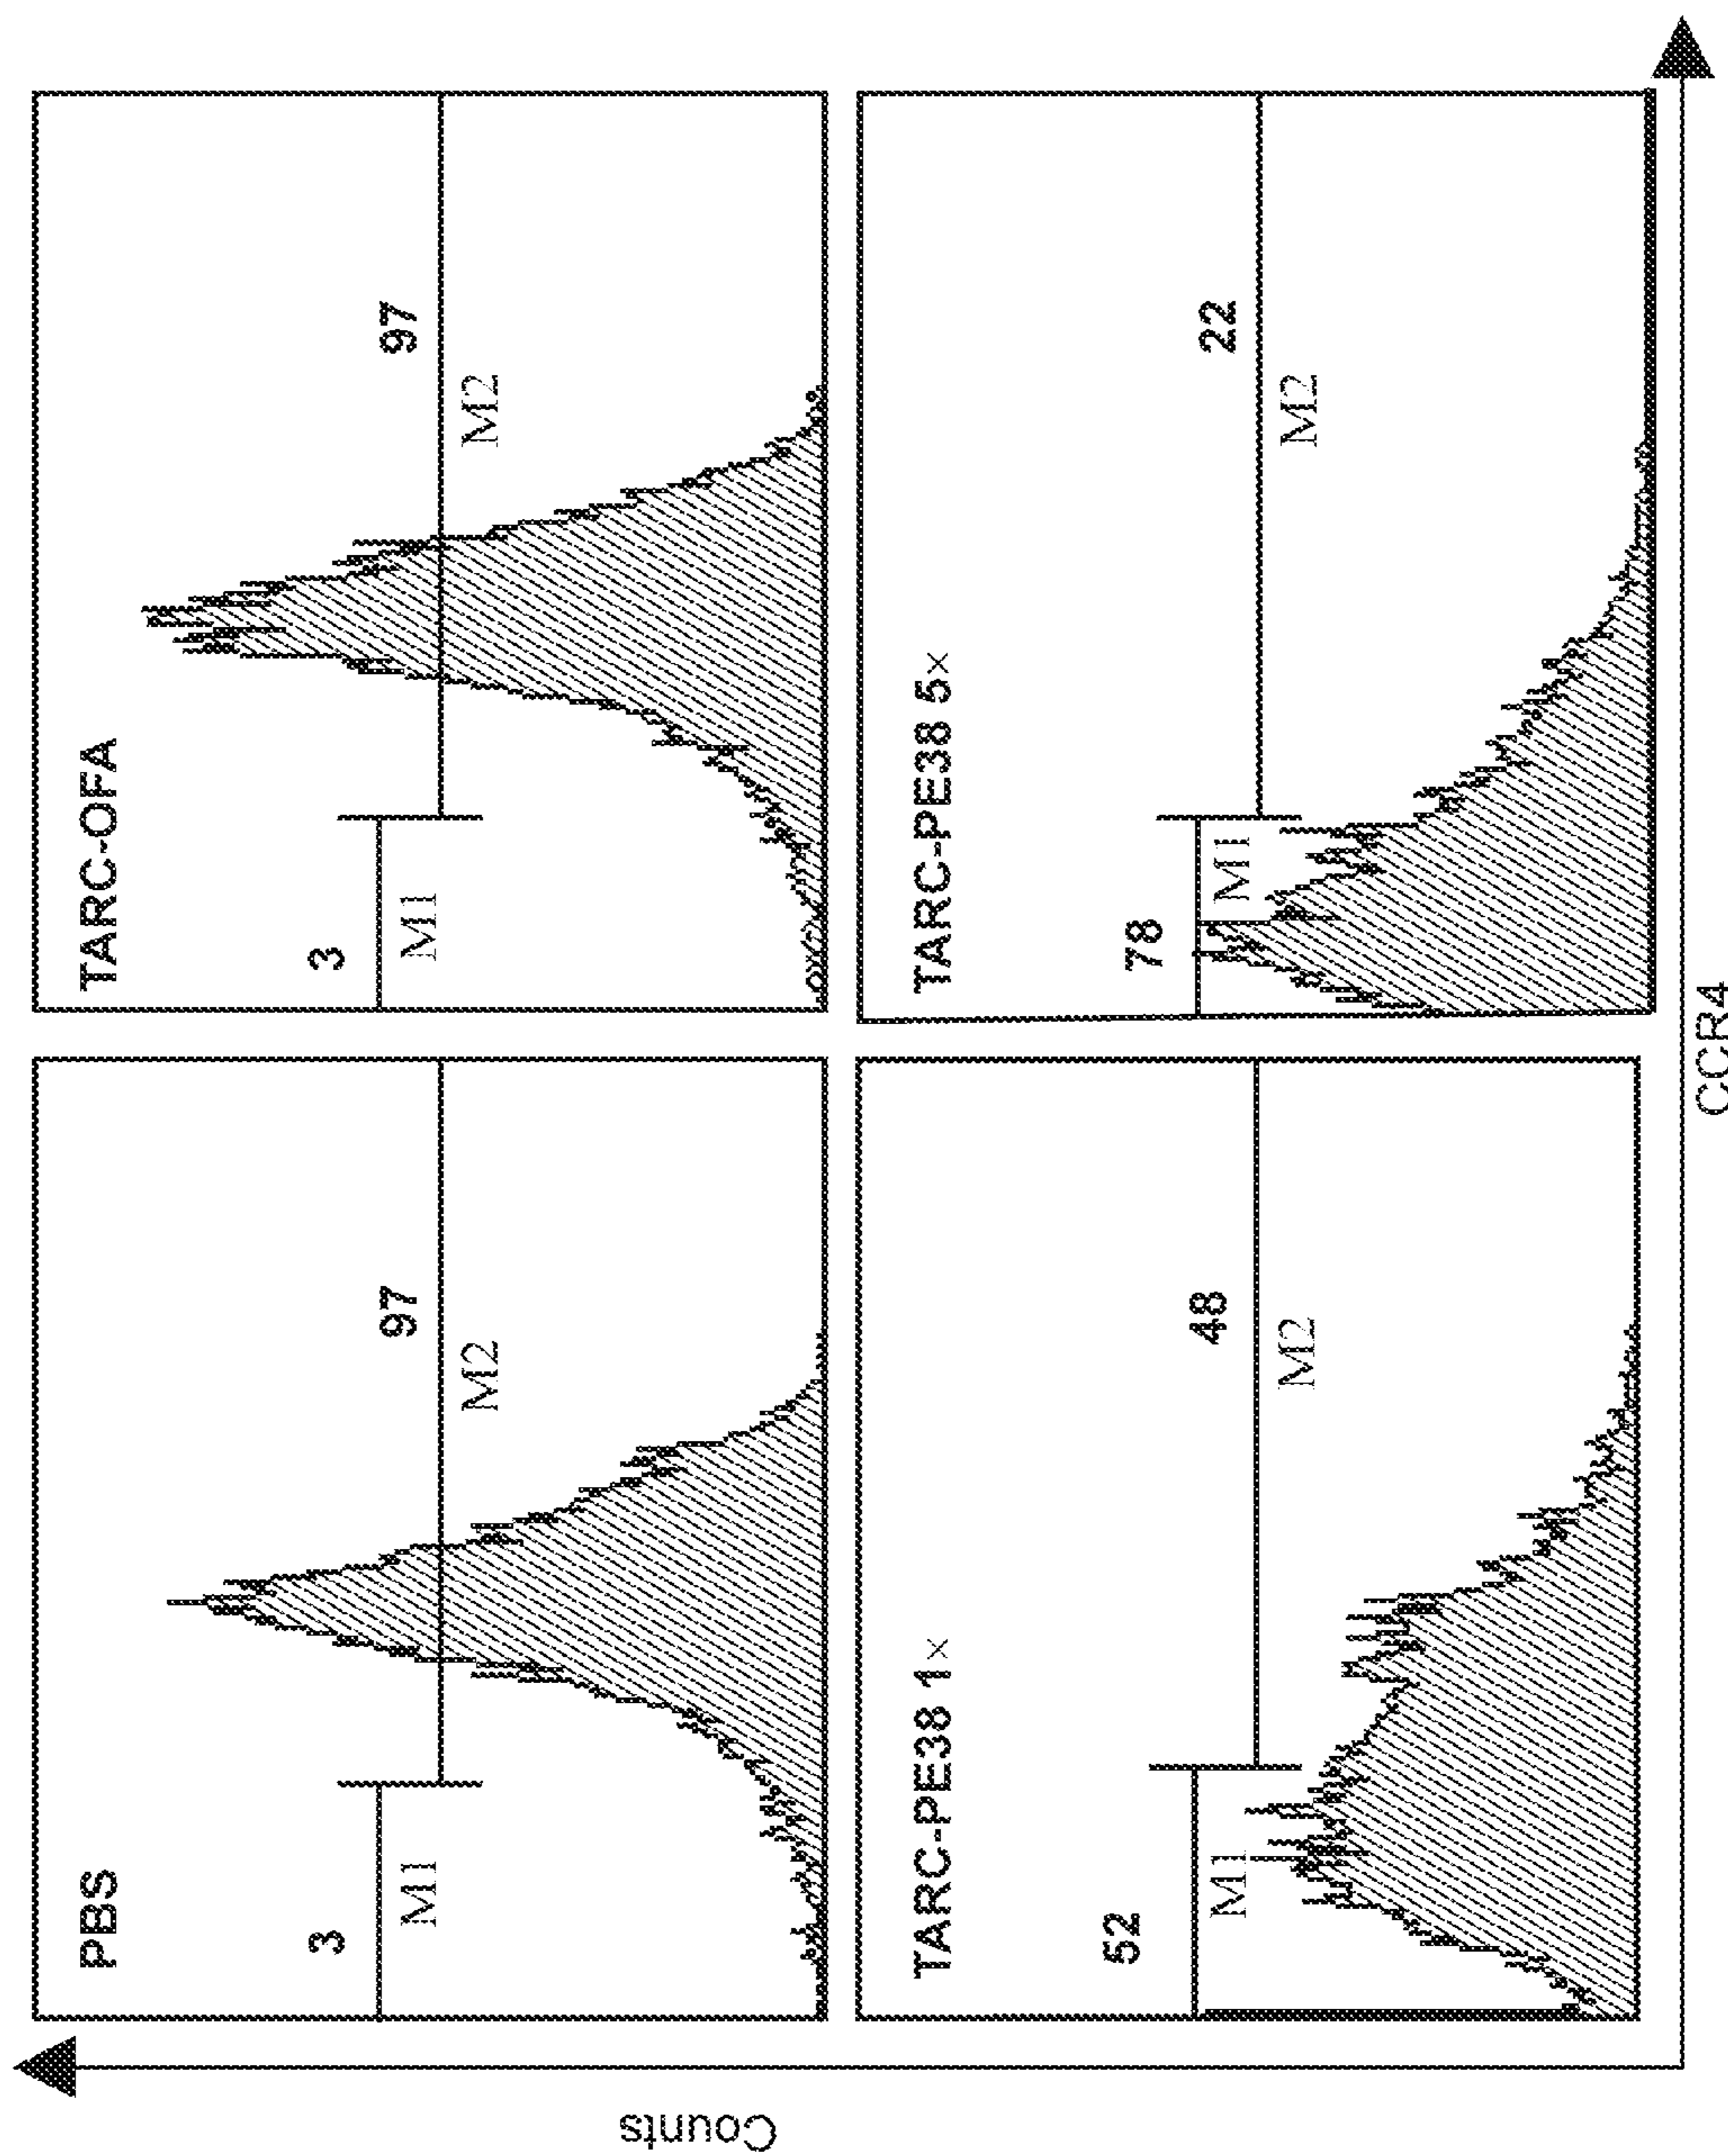 Counts
PBS
3
M1
97
M2
TARC-OFA
3
M1
97
M2
TARC-PE38 1×
52
M1
48
M2
TARC-PE38 5×
78
M1
22
M2
CCR4